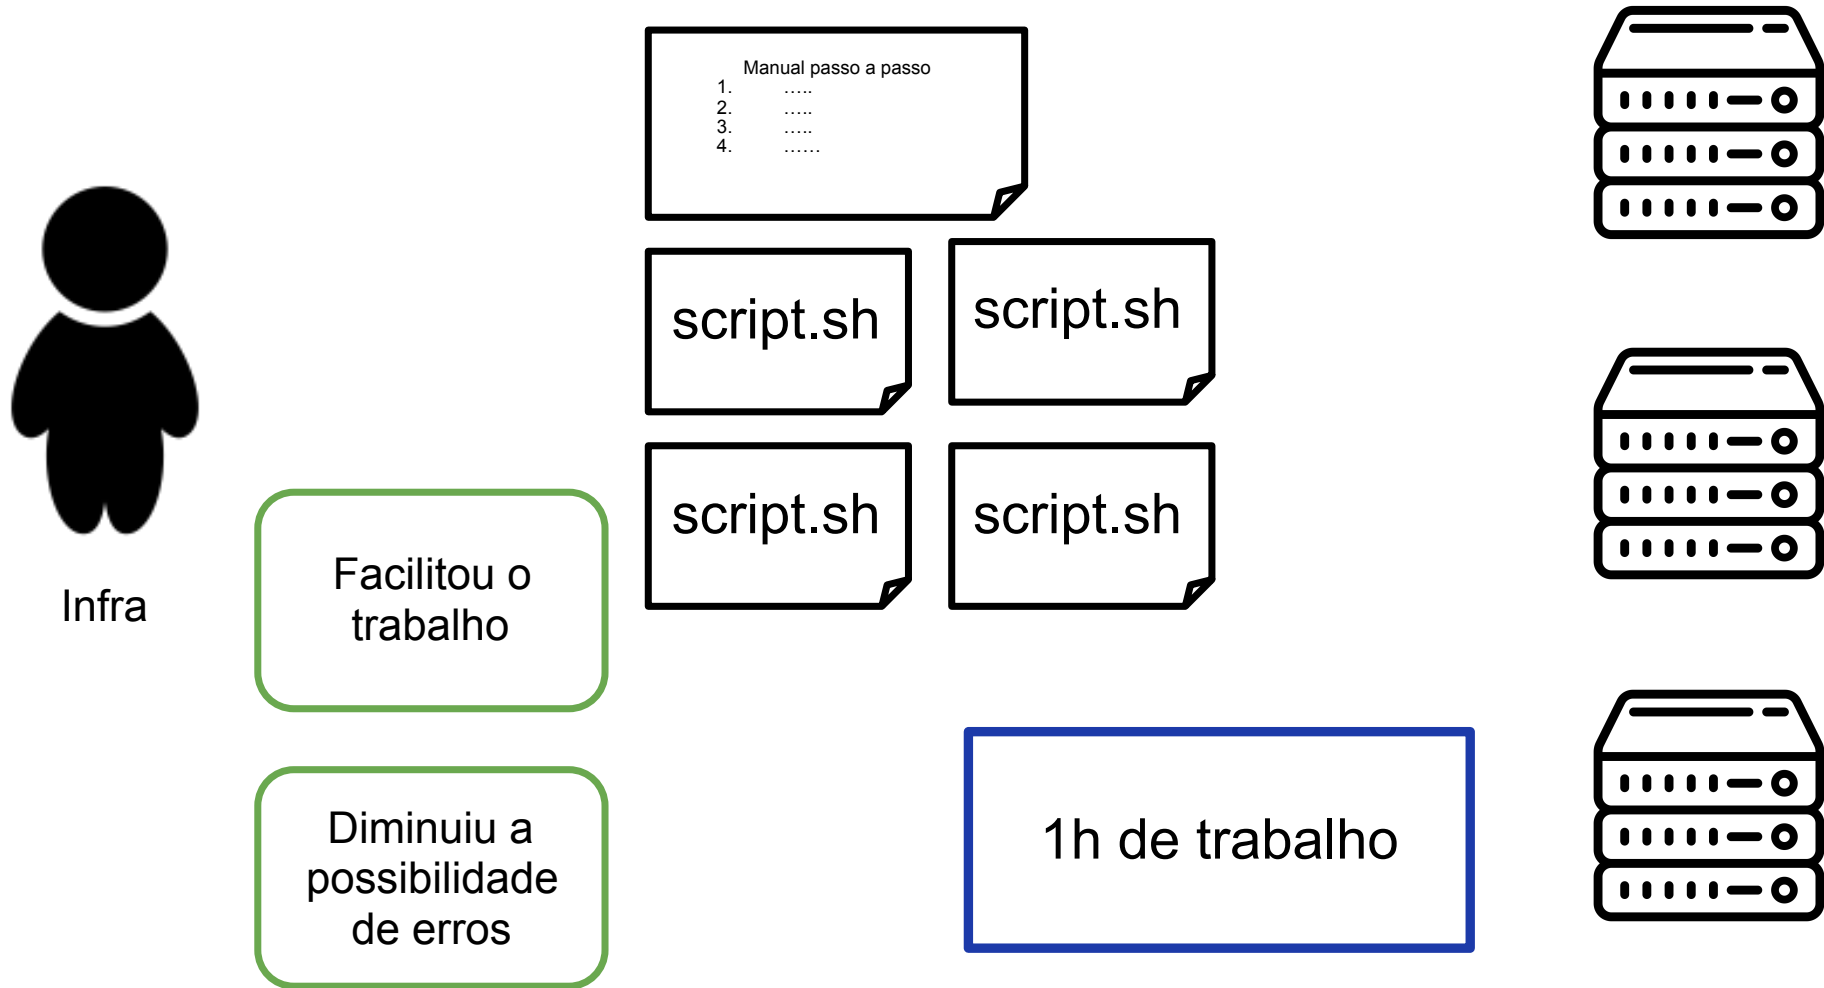 Manual passo a passo
1. …..
2. …..
3. …..
4. ……
script.sh
script.sh
script.sh
script.sh
Infra
Facilitou o
trabalho
Diminuiu a
possibilidade
de erros
1h de trabalho